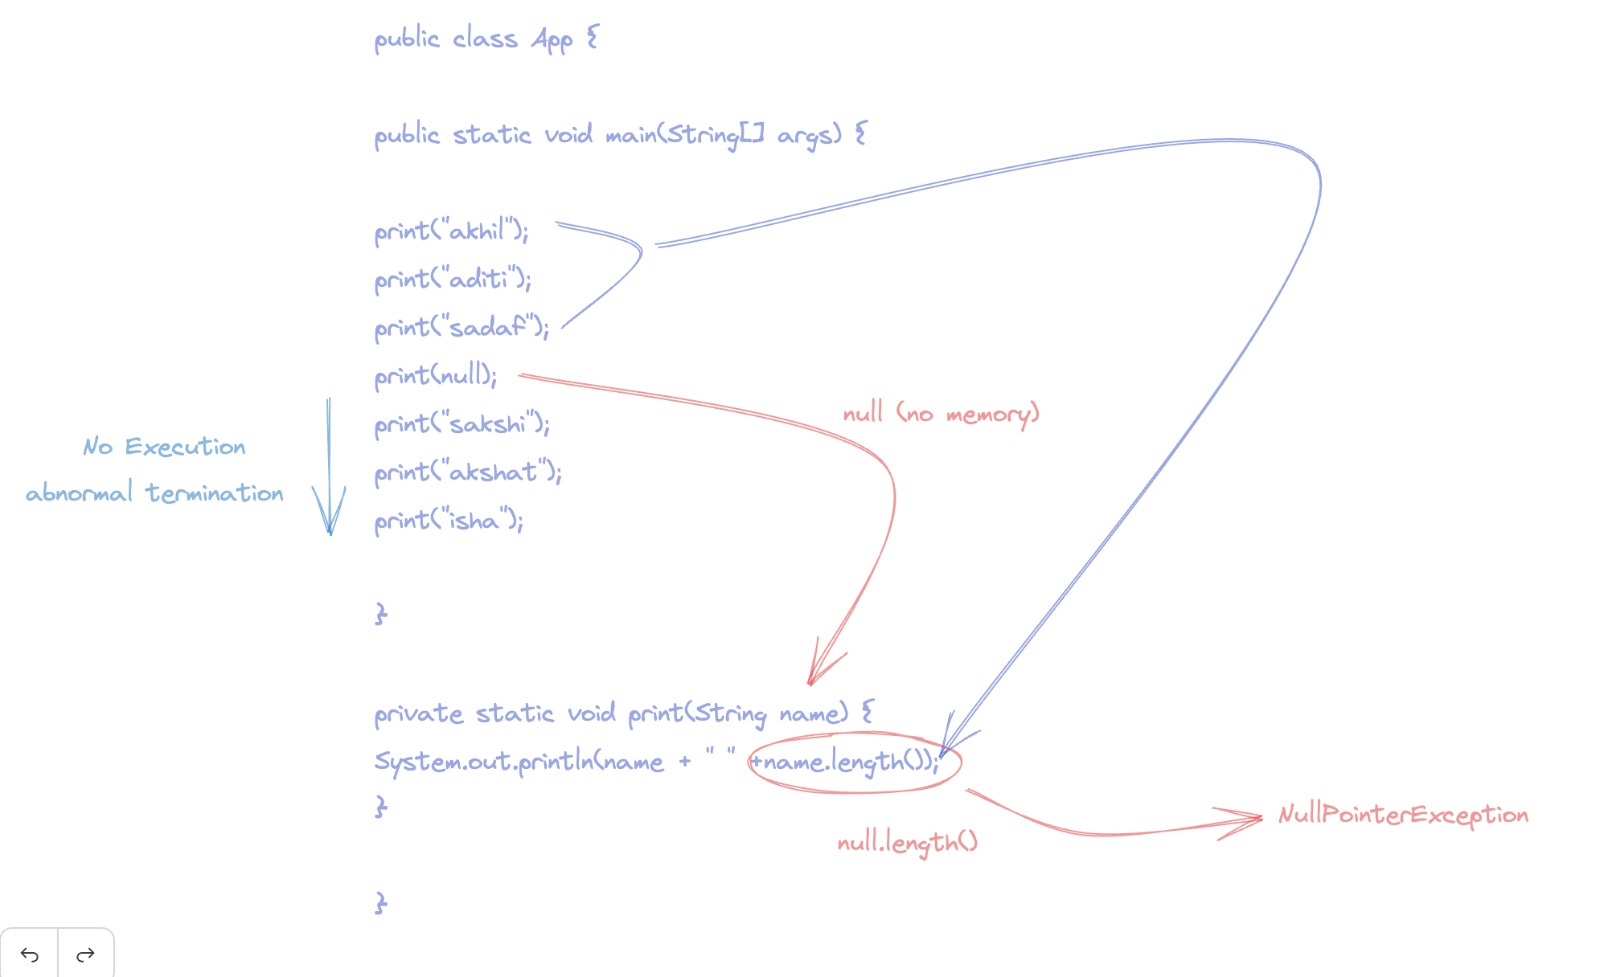 public class App {
public static void main(String[] args) {
print("akhil");
print("aditi");
print("sadaf");
print(null);
null (no memory)
print("sakshi");
No Execution
print("akshat");
abnormal termination
print("isha");
}
private static void print(String name) {
System.out.println(name + " " +name.length());
}
NullPointerException
null.length()
}